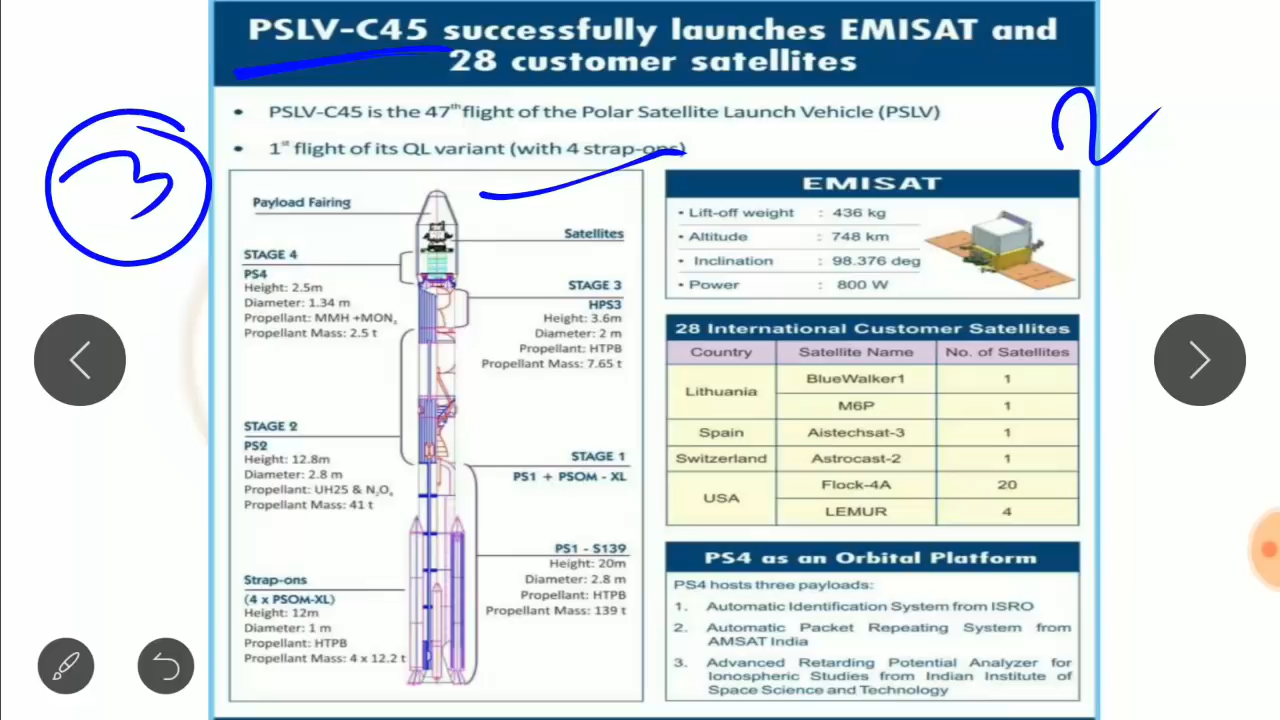 PSLV-C45 successfully launches EMISAT and
28 customer satellites
• PSLV-C45 is the 47th flight of the Polar Satellite Launch Vehicle (PSLV)
• 1st flight of its QL variant (with 4 strap-ons)
3
2
Payload Fairing
Satellites
STAGE 4
PS4
Height: 2.5m
Diameter: 1.34 m
Propellant: MMH +MONₓ
Propellant Mass: 2.5 t
STAGE 3
HPS3
Height: 3.6m
Diameter: 2 m
Propellant: HTPB
Propellant Mass: 7.65 t
STAGE 2
PS2
Height: 12.8m
Diameter: 2.8 m
Propellant: UH25 & N₂O₄
Propellant Mass: 41 t
STAGE 1
PS1 + PSOM - XL
PS1 - S139
Height: 20m
Diameter: 2.8 m
Propellant: HTPB
Propellant Mass: 139 t
Strap-ons
(4 x PSOM-XL)
Height: 12m
Diameter: 1 m
Propellant: HTPB
Propellant Mass: 4 x 12.2 t
EMISAT
• Lift-off weight : 436 kg
• Altitude : 748 km
• Inclination : 98.376 deg
• Power : 800 W
28 International Customer Satellites
Country Satellite Name No. of Satellites
Lithuania BlueWalker1 1
M6P 1
Spain Aistechsat-3 1
Switzerland Astrocast-2 1
USA Flock-4A 20
LEMUR 4
PS4 as an Orbital Platform
PS4 hosts three payloads:
1. Automatic Identification System from ISRO
2. Automatic Packet Repeating System from
AMSAT India
3. Advanced Retarding Potential Analyzer for
Ionospheric Studies from Indian Institute of
Space Science and Technology